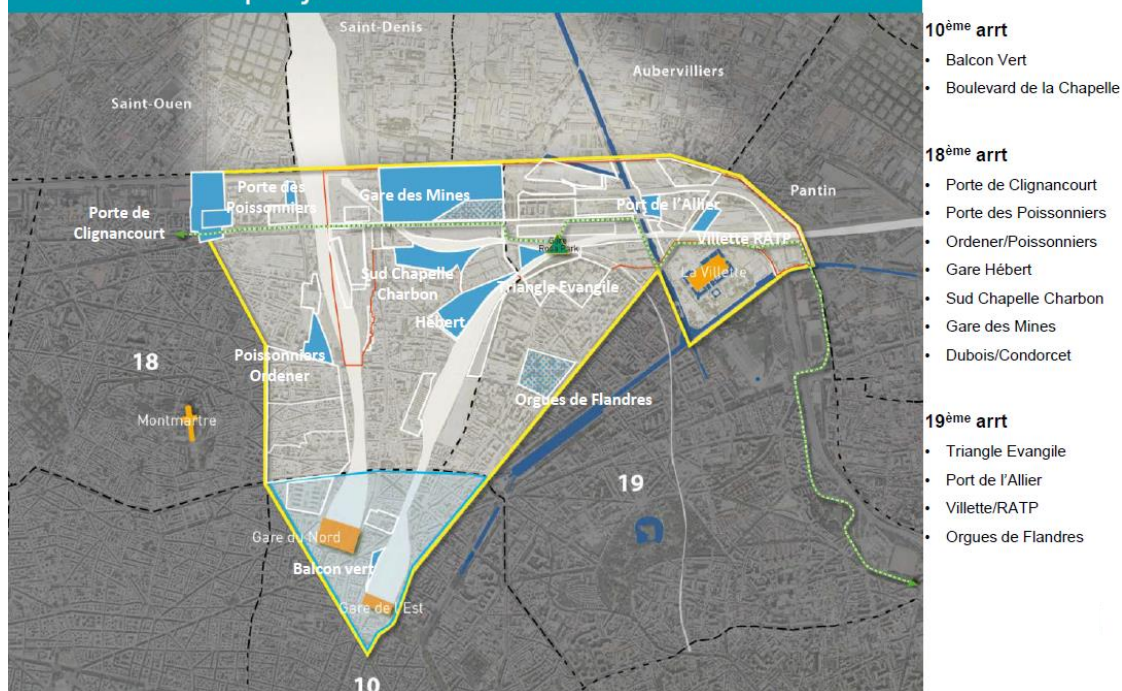 Saint-Denis
Aubervilliers
Saint-Ouen
Pantin
Porte des
Poissonniers
Gare des Mines
Port de l'Allier
Porte de
Clignancourt
Villette RATP
Gare
Rosa Park
La Villette
Sud Chapelle
Charbon
Triangle Evangile
Hébert
Poissonniers
Ordener
18
Orgues de Flandres
Montmartre
19
Gare du Nord
Balcon vert
Gare de l'Est
10
10ème arrt
• Balcon Vert
• Boulevard de la Chapelle
18ème arrt
• Porte de Clignancourt
• Porte des Poissonniers
• Ordener/Poissonniers
• Gare Hébert
• Sud Chapelle Charbon
• Gare des Mines
• Dubois/Condorcet
19ème arrt
• Triangle Evangile
• Port de l'Allier
• Villette/RATP
• Orgues de Flandres